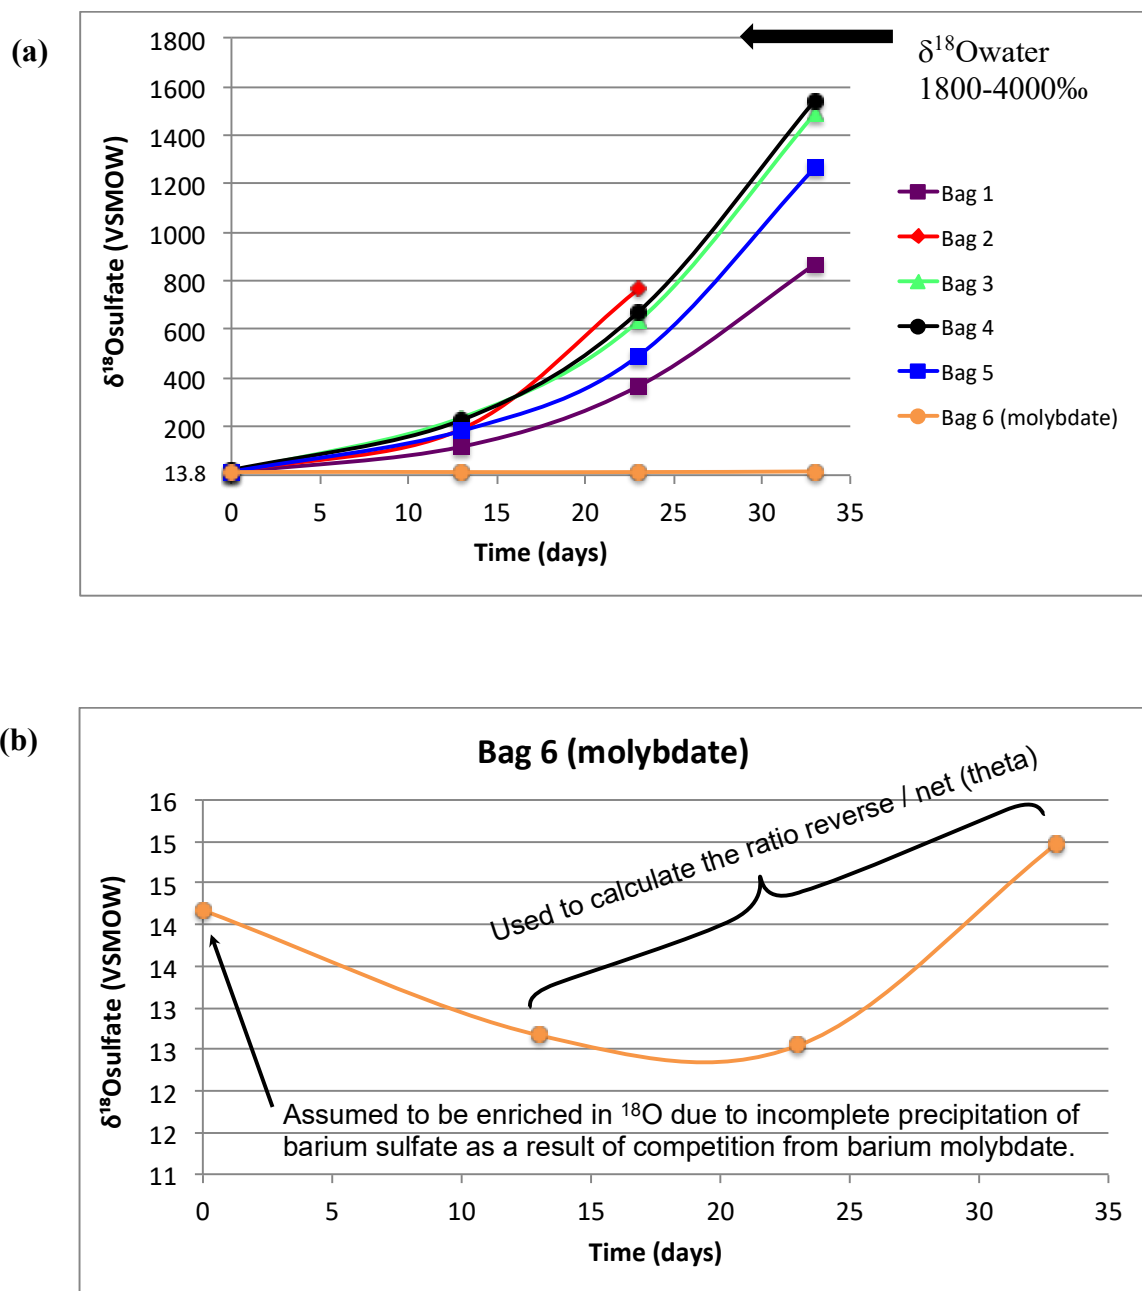 (a)
1800
1600
1400
1200
1000
800
600
400
200
13.8
0 5 10 15 20 25 30 35
δ¹⁸Osulfate (VSMOW)
Time (days)
δ¹⁸Owater
1800-4000‰
Bag 1
Bag 2
Bag 3
Bag 4
Bag 5
Bag 6 (molybdate)
(b)
Bag 6 (molybdate)
16
15
15
14
14
13
13
12
12
11
0 5 10 15 20 25 30 35
δ¹⁸Osulfate (VSMOW)
Time (days)
Used to calculate the ratio reverse / net (theta)
Assumed to be enriched in ¹⁸O due to incomplete precipitation of
barium sulfate as a result of competition from barium molybdate.